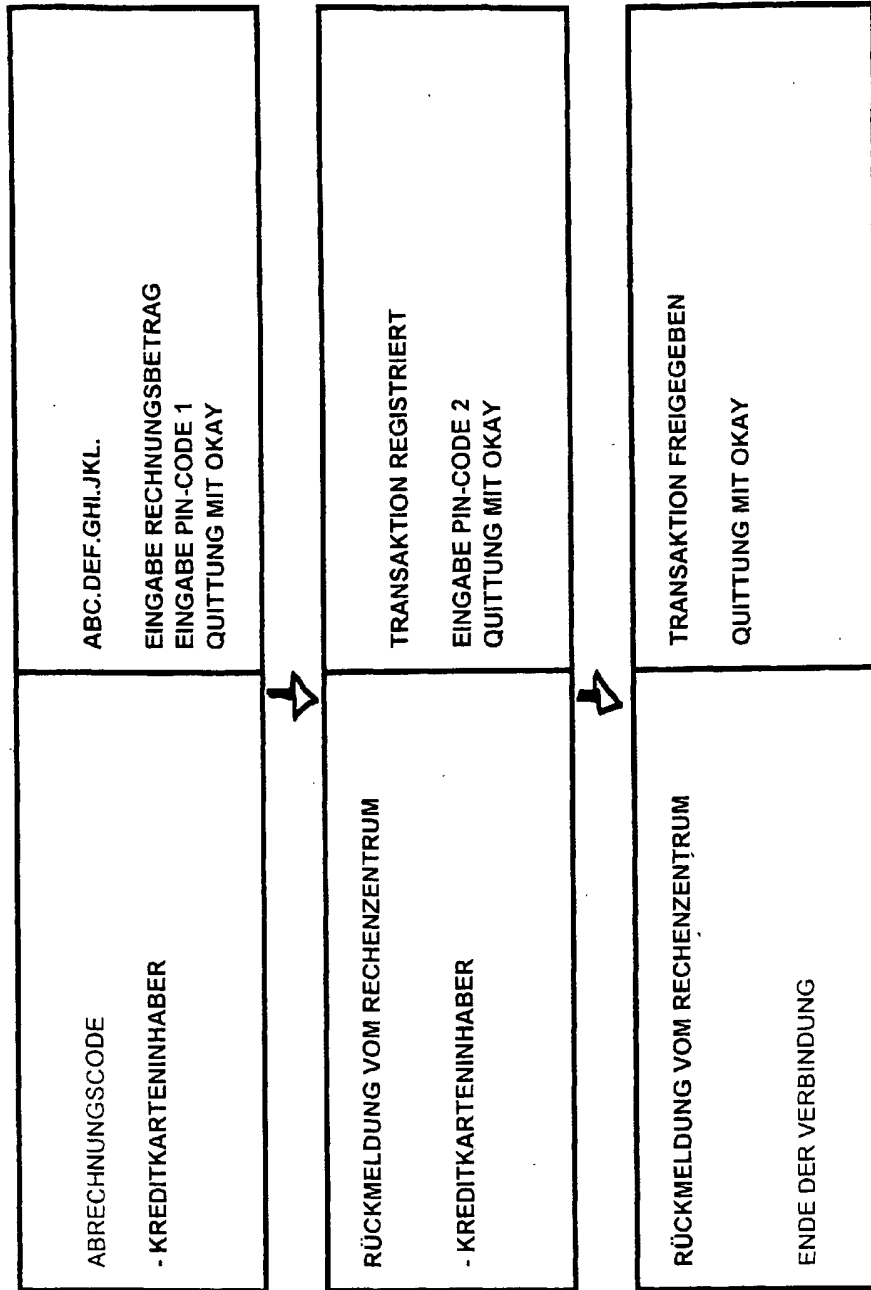 ABRECHNUNGSCODE
ABC.DEF.GHI.JKL.
- KREDITKARTENINHABER
EINGABE RECHNUNGSBETRAG
EINGABE PIN-CODE 1
QUITTUNG MIT OKAY
RÜCKMELDUNG VOM RECHENZENTRUM
TRANSAKTION REGISTRIERT
- KREDITKARTENINHABER
EINGABE PIN-CODE 2
QUITTUNG MIT OKAY
RÜCKMELDUNG VOM RECHENZENTRUM
TRANSAKTION FREIGEGEBEN
QUITTUNG MIT OKAY
ENDE DER VERBINDUNG